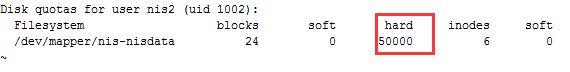 Disk quotas for user nis2 (uid 1002):
Filesystem blocks soft hard inodes soft
/dev/mapper/nis-nisdata 24 0 50000 6 0
~